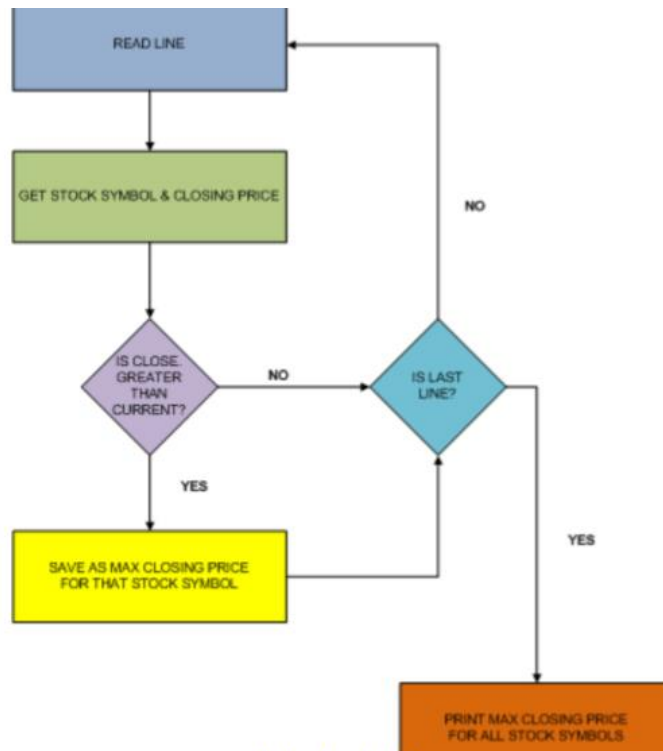 READ LINE
GET STOCK SYMBOL & CLOSING PRICE
NO
IS CLOSE.
GREATER
THAN
CURRENT?
NO
IS LAST
LINE?
YES
YES
SAVE AS MAX CLOSING PRICE
FOR THAT STOCK SYMBOL
PRINT MAX CLOSING PRICE
FOR ALL STOCK SYMBOLS